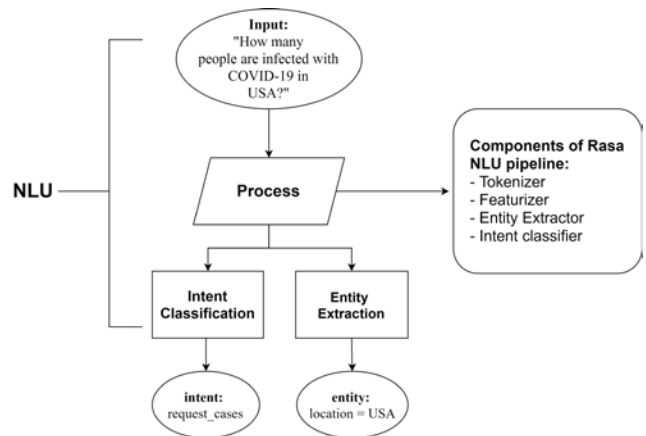 Input:
"How many
people are infected with
COVID-19 in
USA?"
NLU
Process
Components of Rasa
NLU pipeline:
- Tokenizer
- Featurizer
- Entity Extractor
- Intent classifier
Intent
Classification
Entity
Extraction
intent:
request_cases
entity:
location = USA